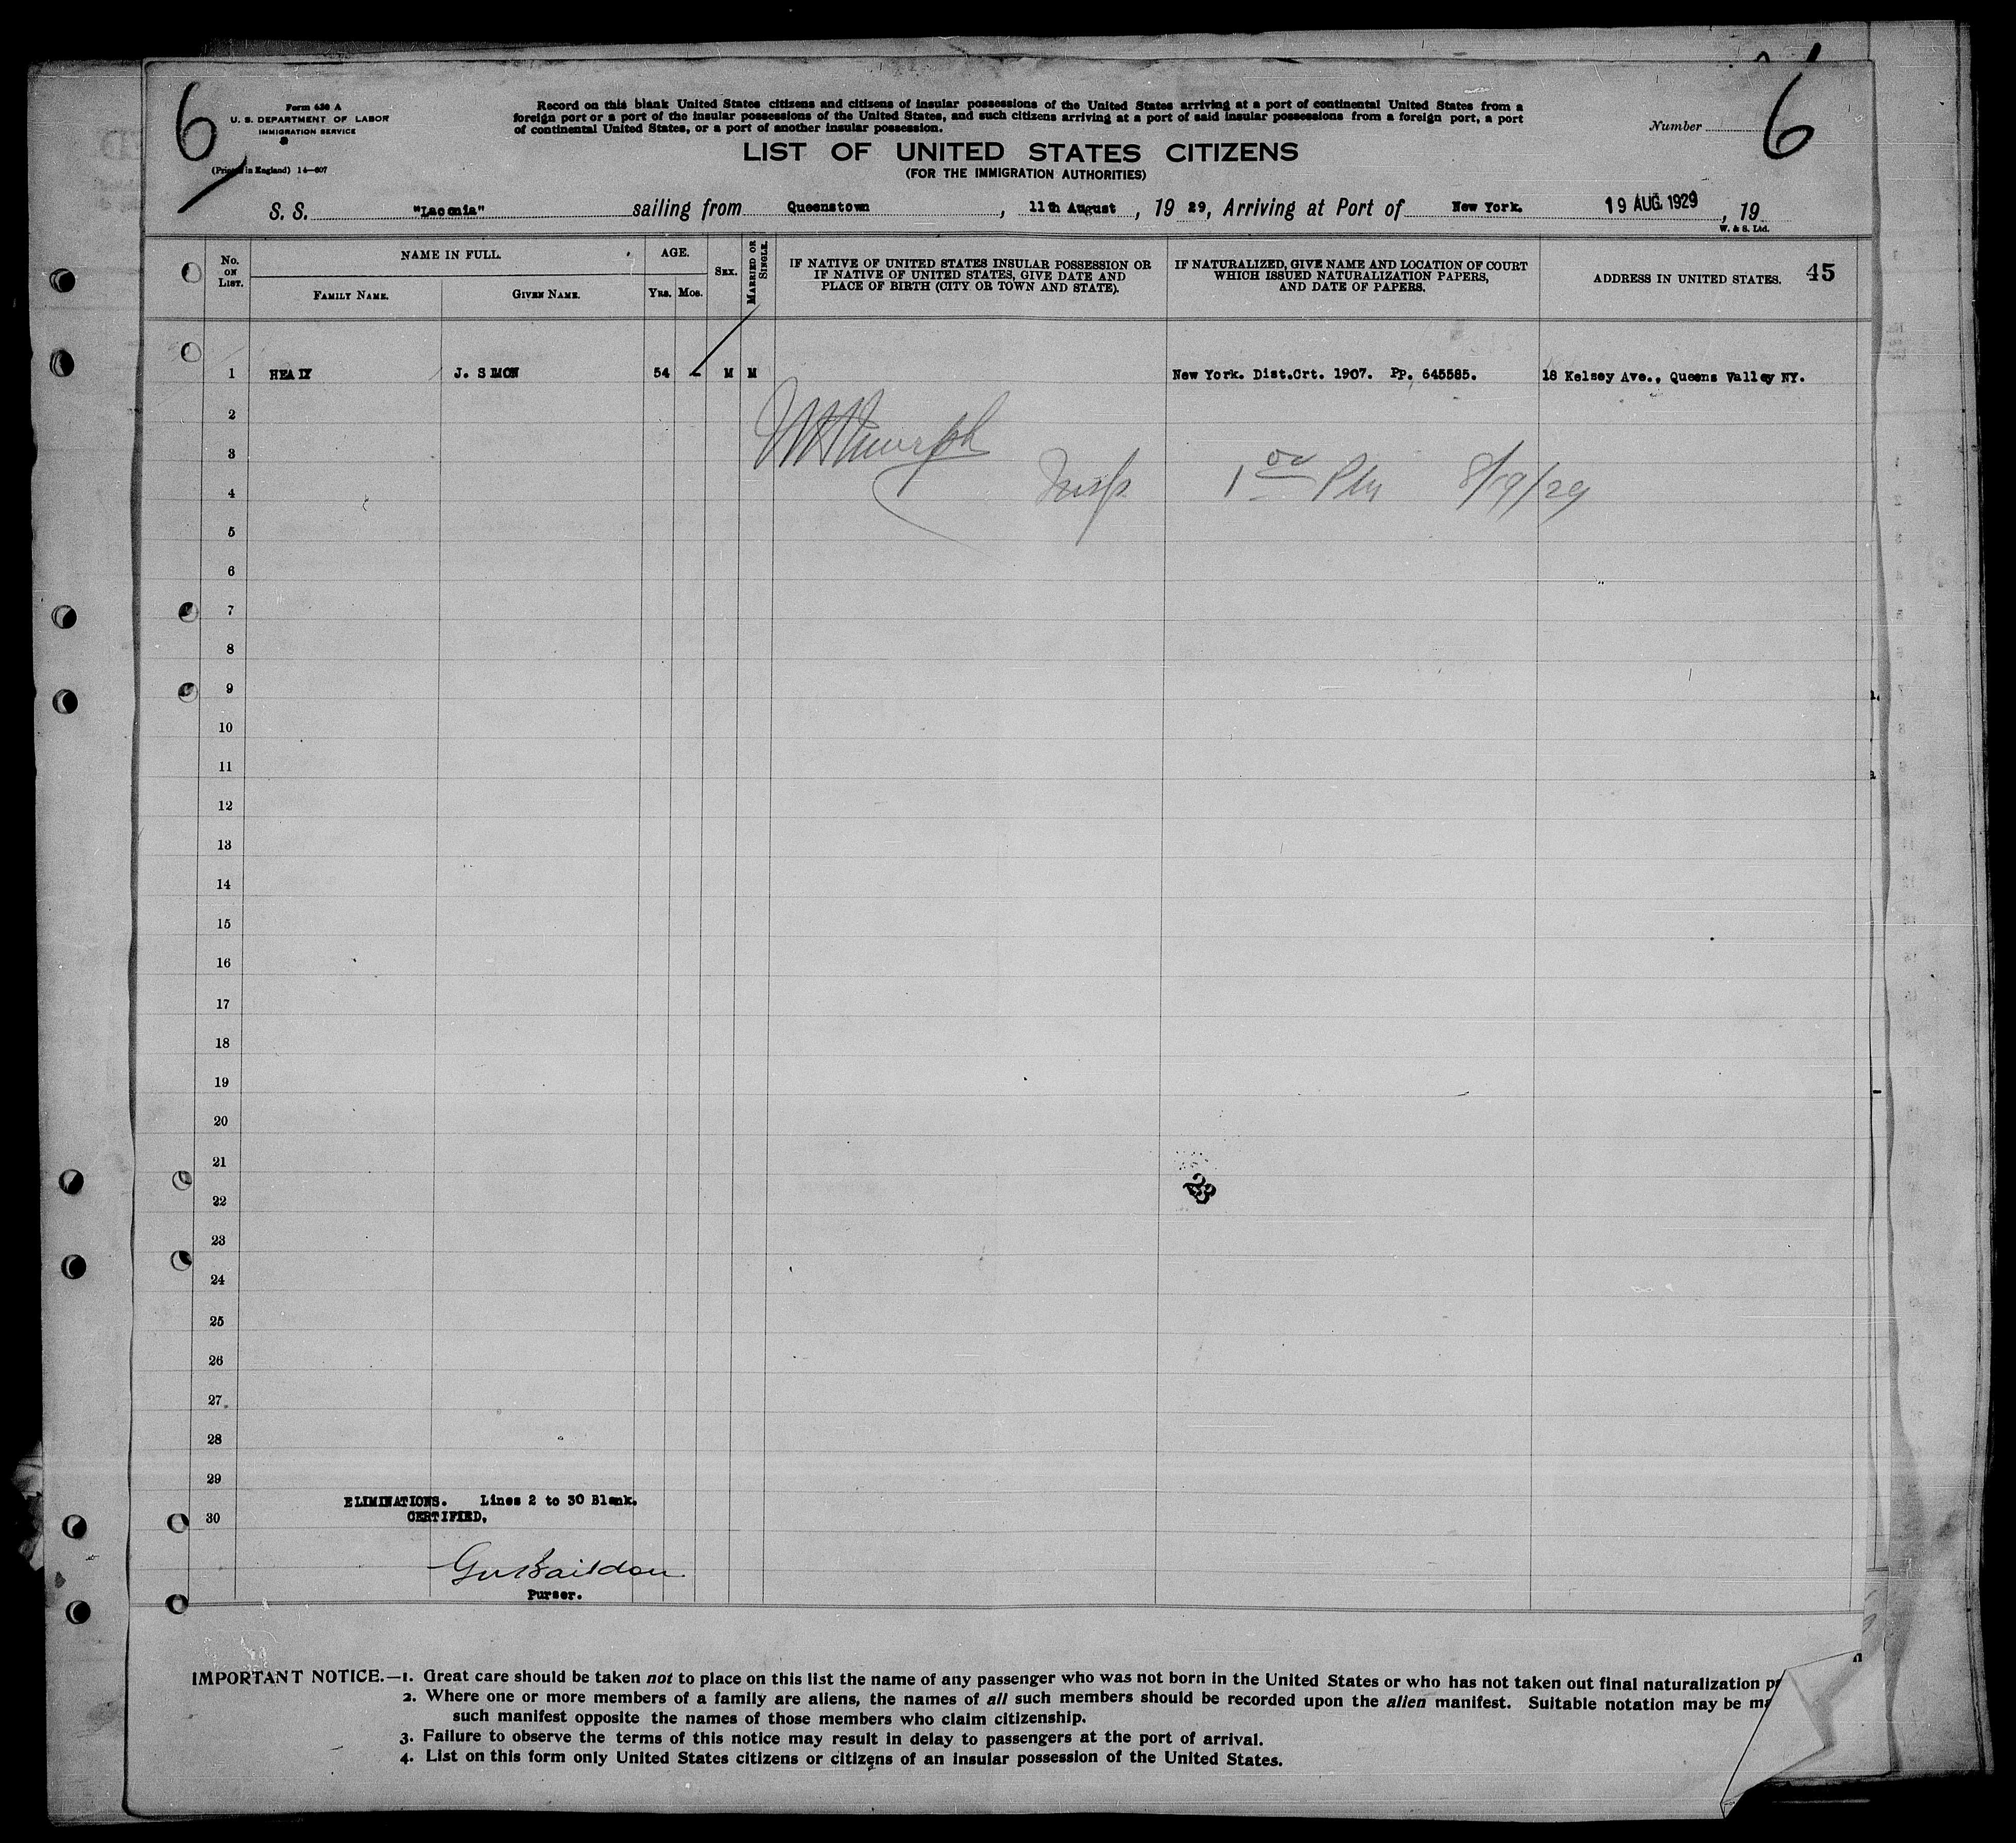 6
Form 630 A
U. S. DEPARTMENT OF LABOR
IMMIGRATION SERVICE
(Printed in England) 14—607
Record on this blank United States citizens and citizens of insular possessions of the United States arriving at a port of continental United States from a
foreign port or a port of the insular possessions of the United States, and such citizens arriving at a port of said insular possessions from a foreign port, a port
of continental United States, or a port of another insular possession.
Number 6
LIST OF UNITED STATES CITIZENS
(FOR THE IMMIGRATION AUTHORITIES)
S. S. "Laconia" sailing from Queenstown, 11th August, 1929, Arriving at Port of New York. 19 AUG. 1929, 19
W. & S. Ltd.
No. ON LIST.
NAME IN FULL.
FAMILY NAME.
GIVEN NAME.
AGE.
YRS. MOS.
SEX.
MARRIED OR SINGLE.
IF NATIVE OF UNITED STATES INSULAR POSSESSION OR
IF NATIVE OF UNITED STATES, GIVE DATE AND
PLACE OF BIRTH (CITY OR TOWN AND STATE).
IF NATURALIZED, GIVE NAME AND LOCATION OF COURT
WHICH ISSUED NATURALIZATION PAPERS,
AND DATE OF PAPERS.
ADDRESS IN UNITED STATES. 45
1 HEALY J. SIMON 54 - M M New York. Dist.Crt. 1907. PP. 645585. 18 Kelsey Ave., Queens Valley NY.
2
3
Insp 1 00 Pm 8/19/29
4
5
6
7
8
9
10
11
12
13
14
15
16
17
18
19
20
21
23
22
23
24
25
26
27
28
29
ELIMINATIONS. Lines 2 to 30 Blank.
30 CERTIFIED.
Purser.
IMPORTANT NOTICE.—1. Great care should be taken not to place on this list the name of any passenger who was not born in the United States or who has not taken out final naturalization
2. Where one or more members of a family are aliens, the names of all such members should be recorded upon the alien manifest. Suitable notation may be
such manifest opposite the names of those members who claim citizenship.
3. Failure to observe the terms of this notice may result in delay to passengers at the port of arrival.
4. List on this form only United States citizens or citizens of an insular possession of the United States.